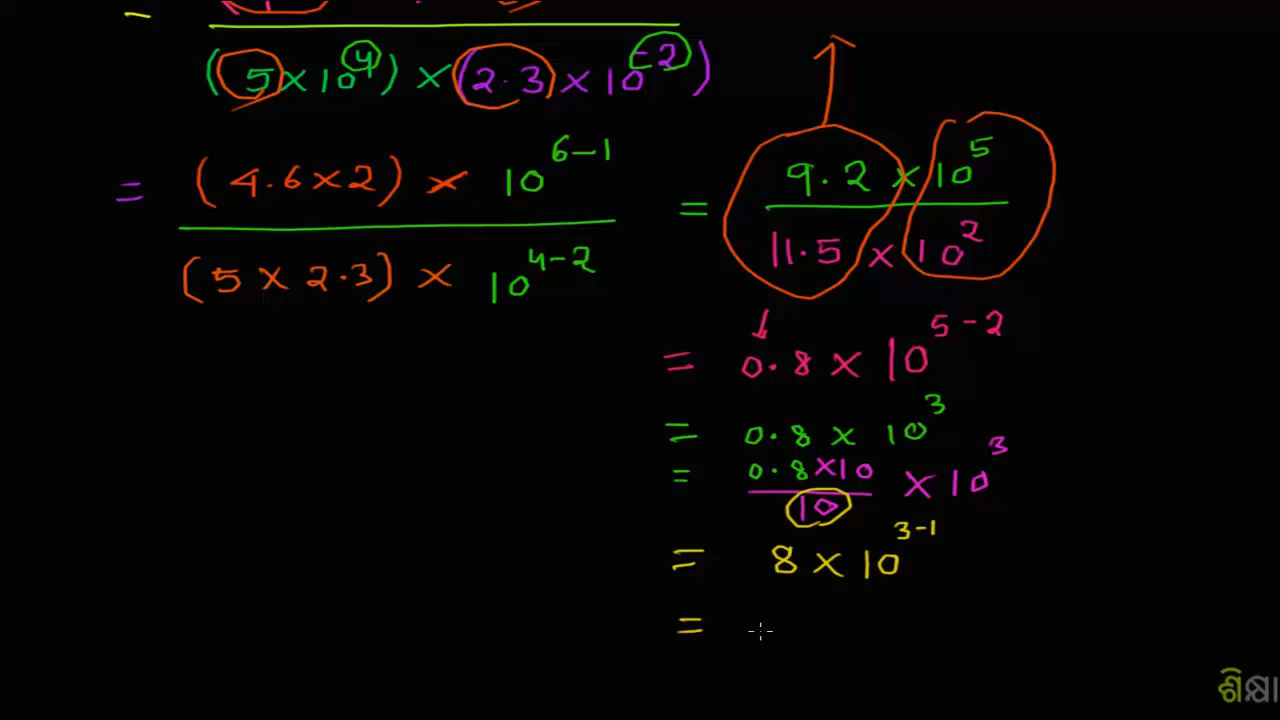 (5×10⁴) × (2.3 × 10⁻²)
= (4.6×2) × 10⁶⁻¹ / (5 × 2.3) × 10⁴⁻²
= 9.2 × 10⁵ / 11.5 × 10²
= 0.8 × 10⁵⁻²
= 0.8 × 10³
= 0.8×10 / 10 × 10³
= 8 × 10³⁻¹
=
ଶିକ୍ଷା